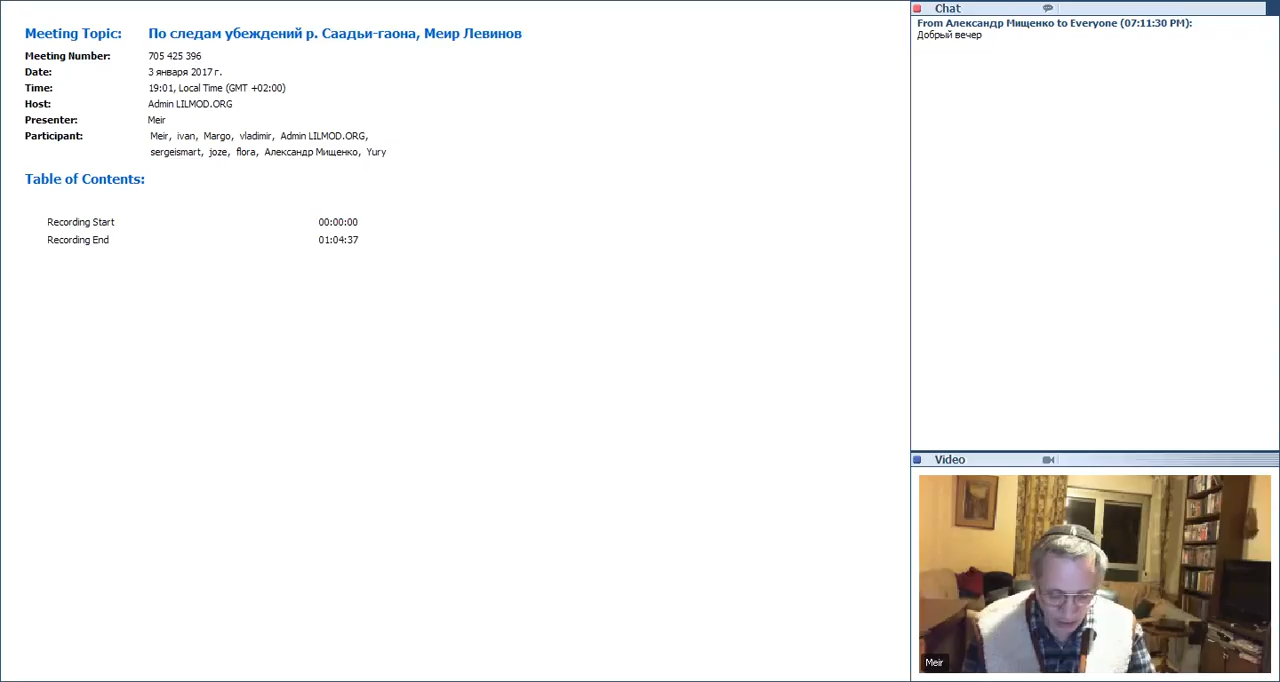 Meeting Topic: По следам убеждений р. Саадьи-гаона, Меир Левинов
Meeting Number: 705 425 396
Date: 3 января 2017 г.
Time: 19:01, Local Time (GMT +02:00)
Host: Admin LILMOD.ORG
Presenter: Meir
Participant: Meir, ivan, Margo, vladimir, Admin LILMOD.ORG,
sergeismart, joze, flora, Александр Мищенко, Yury
Table of Contents:
Recording Start 00:00:00
Recording End 01:04:37
Chat
From Александр Мищенко to Everyone (07:11:30 PM):
Добрый вечер
Video
Meir